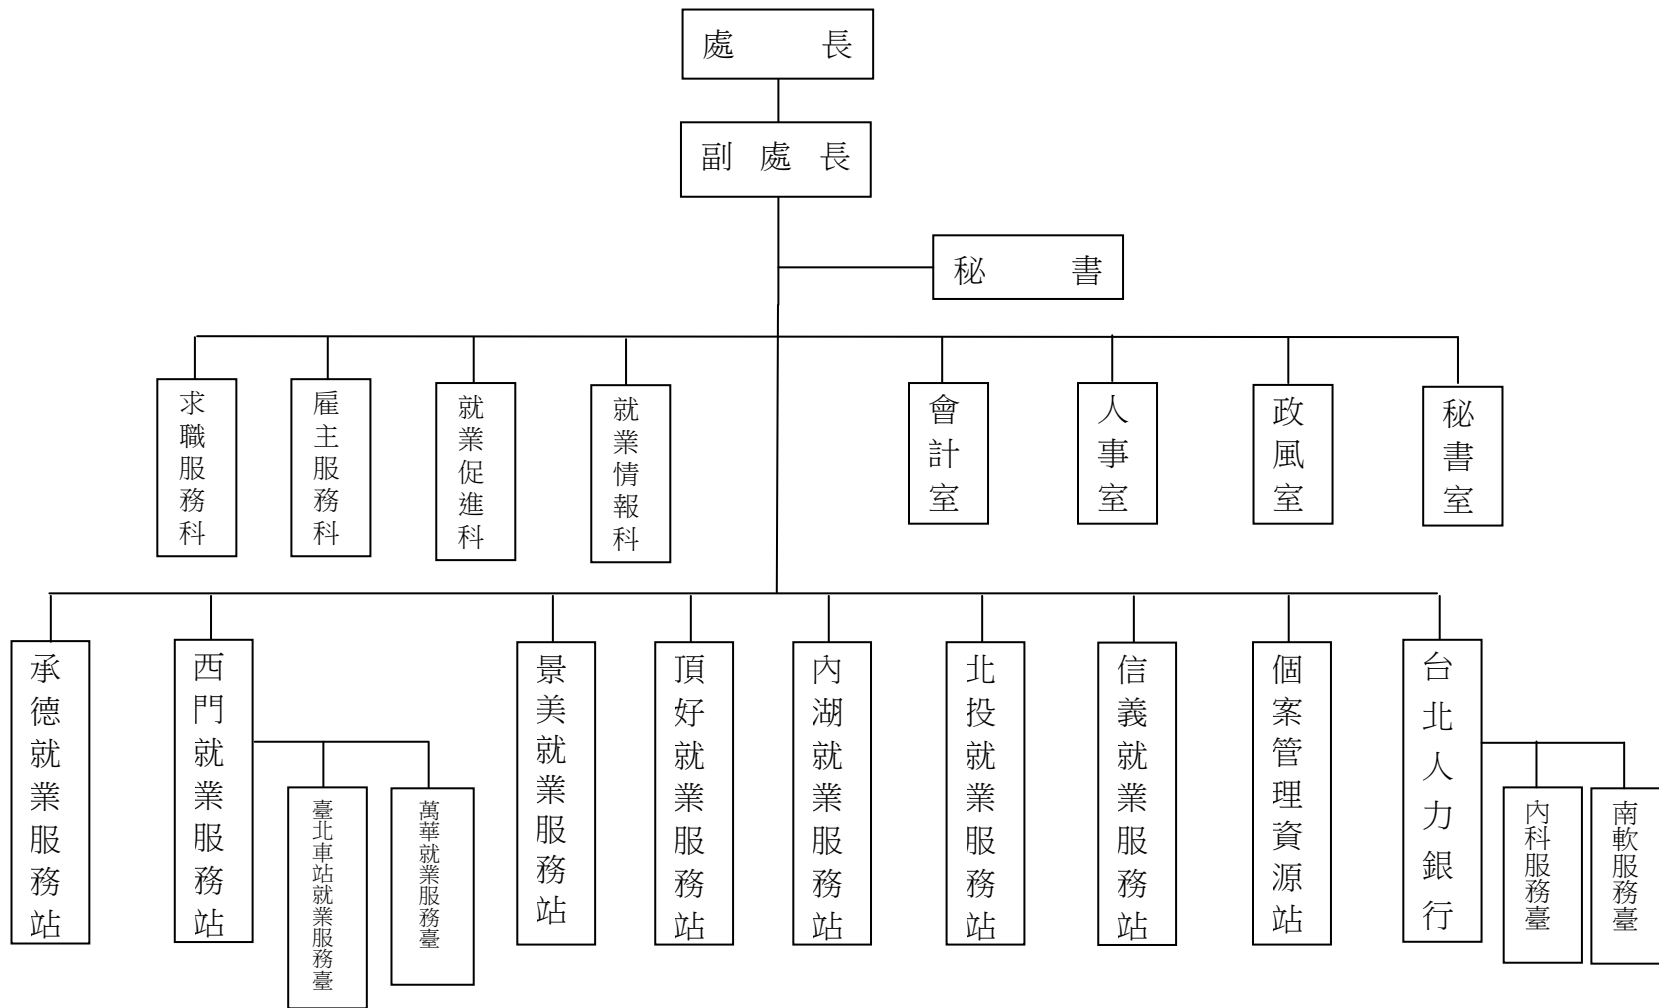 處長
副處長
秘書
求職服務科
雇主服務科
就業促進科
就業情報科
會計室
人事室
政風室
秘書室
承德就業服務站
西門就業服務站
臺北車站就業服務臺
萬華就業服務臺
景美就業服務站
頂好就業服務站
內湖就業服務站
北投就業服務站
信義就業服務站
個案管理資源站
台北人力銀行
內科服務臺
南軟服務臺